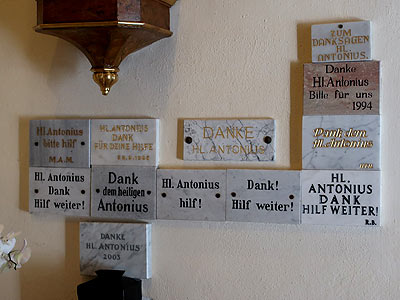 ZUM
DANKSAGEN
HL.
ANTONIUS
Danke
Hl. Antonius
Bitte für uns
1994
Hl. Antonius
bitte hilf
M.A.M.
HL. ANTONIUS
DANK
FÜR DEINE HILFE
DANKE
HL. ANTONIUS
Dank dem
hl. Antonius
Hl. Antonius
Dank
Hilf weiter!
Dank
dem heiligen
Antonius
Hl. Antonius
hilf!
Dank!
Hilf weiter!
HL.
ANTONIUS
DANK
HILF WEITER!
R.B.
DANKE
HL. ANTONIUS
2003